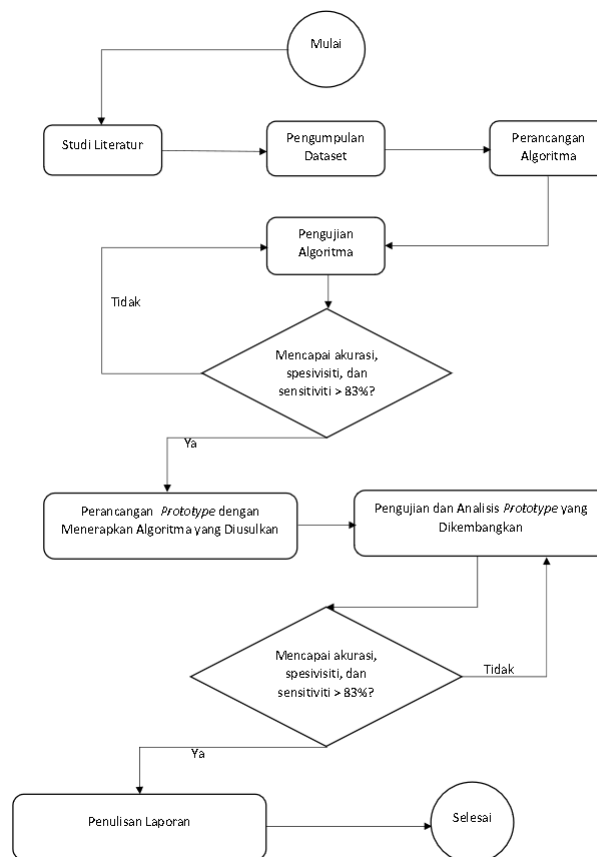 Mulai
Studi Literatur
Pengumpulan
Dataset
Perancangan
Algoritma
Pengujian
Algoritma
Tidak
Mencapai akurasi,
spesivisiti, dan
sensitiviti > 83%?
Ya
Perancangan Prototype dengan
Menerapkan Algoritma yang Diusulkan
Pengujian dan Analisis Prototype yang
Dikembangkan
Mencapai akurasi,
spesivisiti, dan
sensitiviti > 83%?
Tidak
Ya
Penulisan Laporan
Selesai